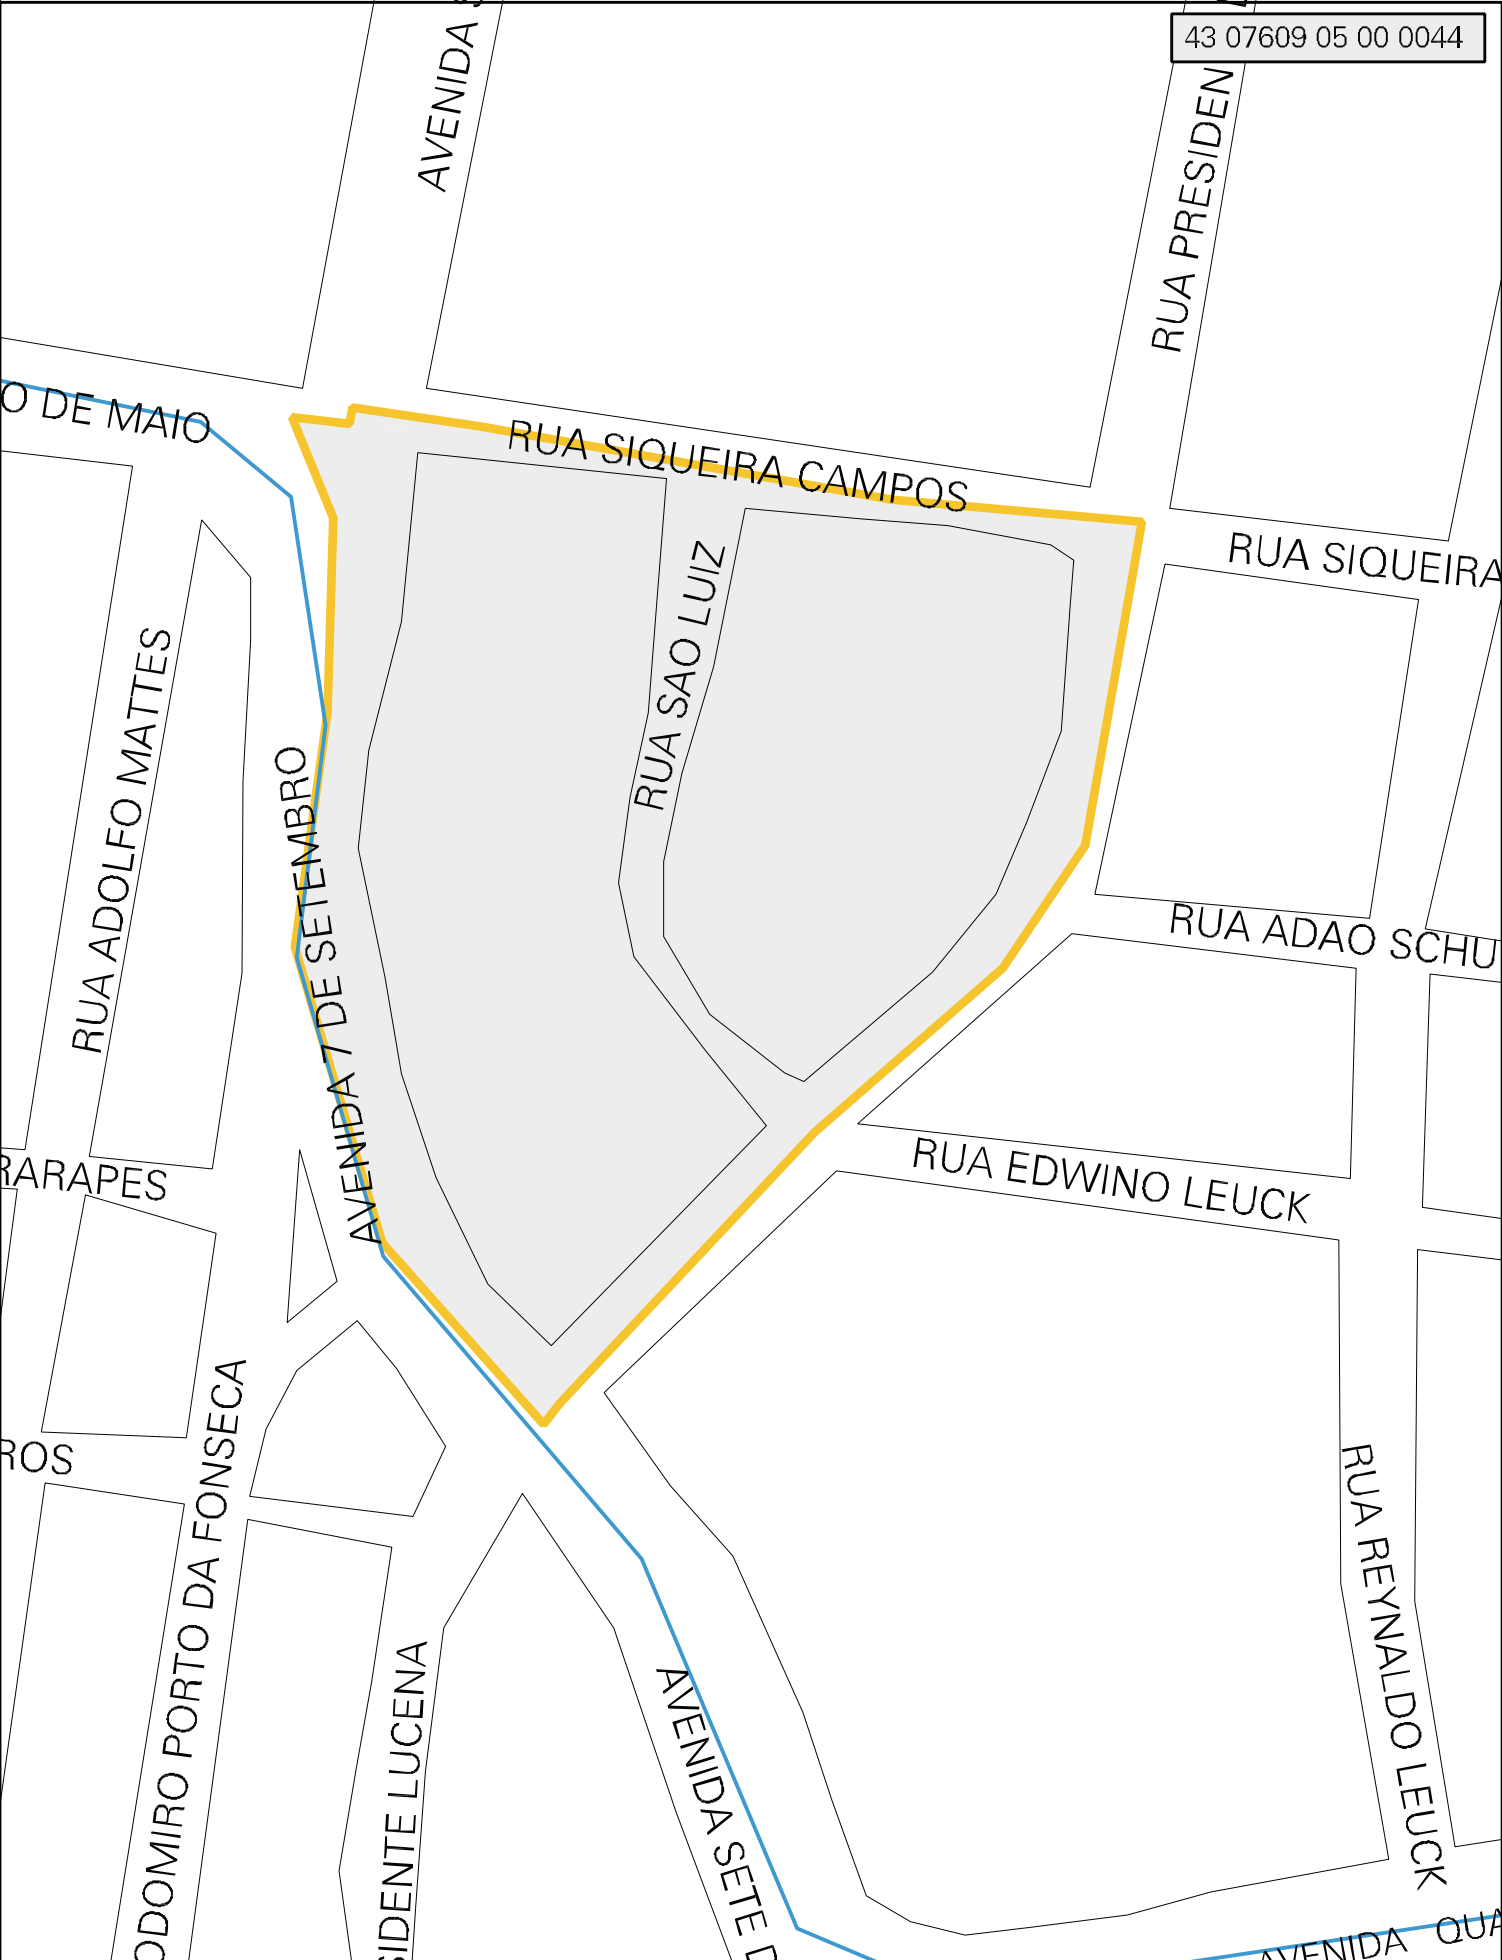 43 07609 05 00 0044
AVENIDA
RUA PRESIDEN
O DE MAIO
RUA SIQUEIRA CAMPOS
RUA SIQUEIRA
RUA SAO LUIZ
RUA ADOLFO MATTES
AVENIDA 7 DE SETEMBRO
RUA ADAO SCHU
RARAPES
RUA EDWINO LEUCK
ODOMIRO PORTO DA FONSECA
ROS
RUA REYNALDO LEUCK
SIDENTE LUCENA
AVENIDA SETE D
AVENIDA QUA